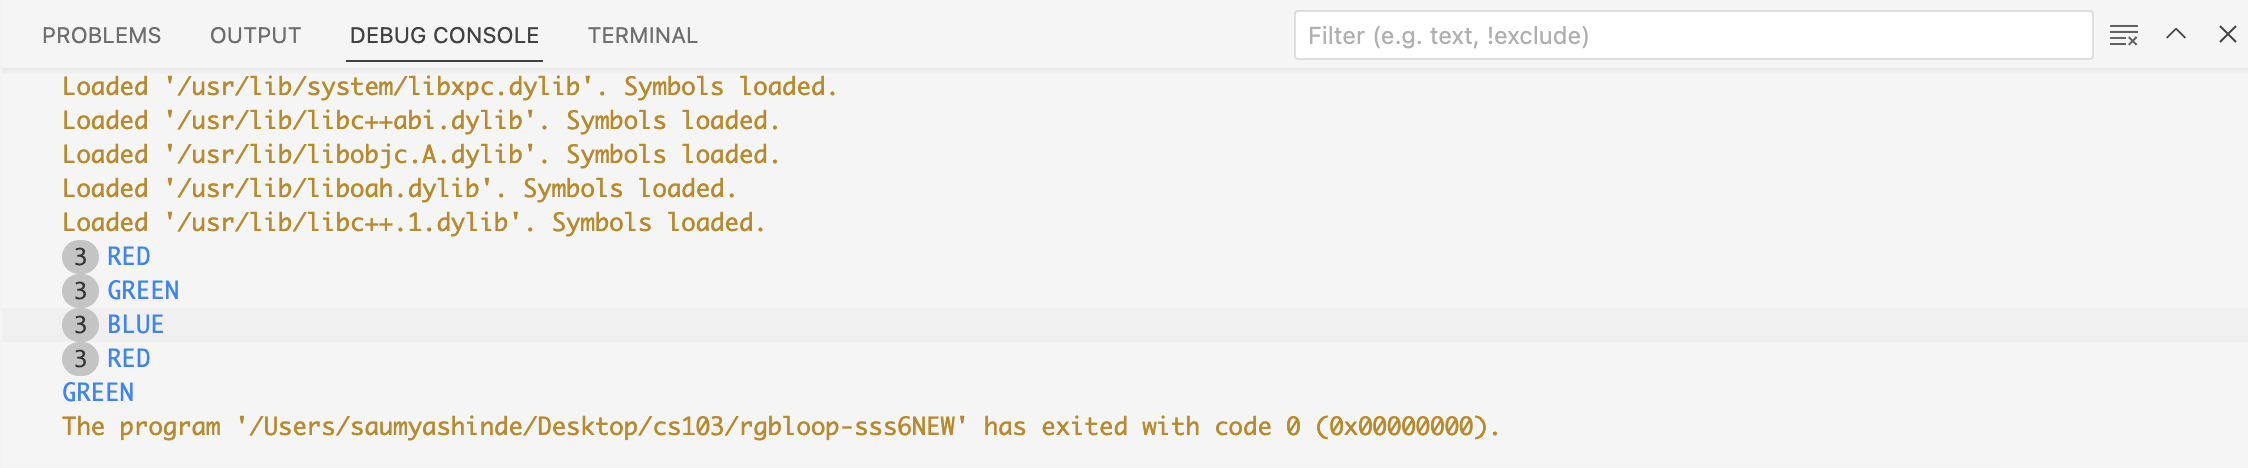 PROBLEMS OUTPUT DEBUG CONSOLE TERMINAL Filter (e.g. text, !exclude)
Loaded '/usr/lib/system/libxpc.dylib'. Symbols loaded.
Loaded '/usr/lib/libc++abi.dylib'. Symbols loaded.
Loaded '/usr/lib/libobjc.A.dylib'. Symbols loaded.
Loaded '/usr/lib/liboah.dylib'. Symbols loaded.
Loaded '/usr/lib/libc++.1.dylib'. Symbols loaded.
3 RED
3 GREEN
3 BLUE
3 RED
GREEN
The program '/Users/saumyashinde/Desktop/cs103/rgbloop-sss6NEW' has exited with code 0 (0x00000000).